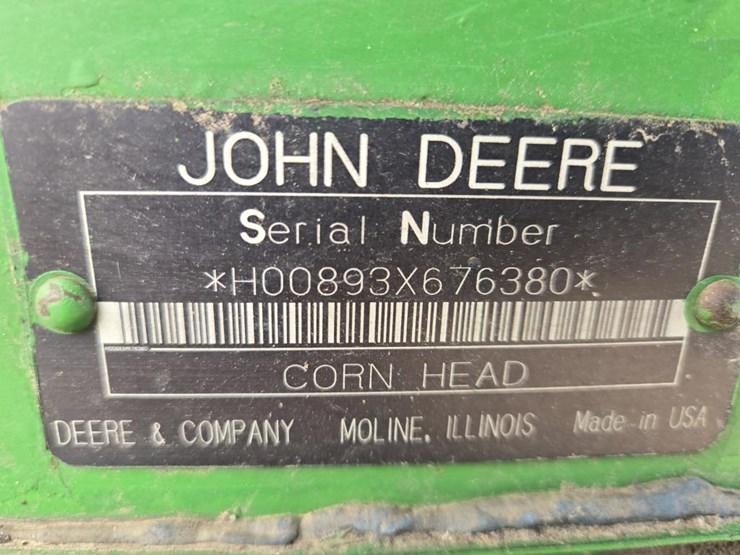 JOHN DEERE
Serial Number
*H00893X676380*
CORN HEAD
DEERE & COMPANY MOLINE, ILLINOIS Made in USA